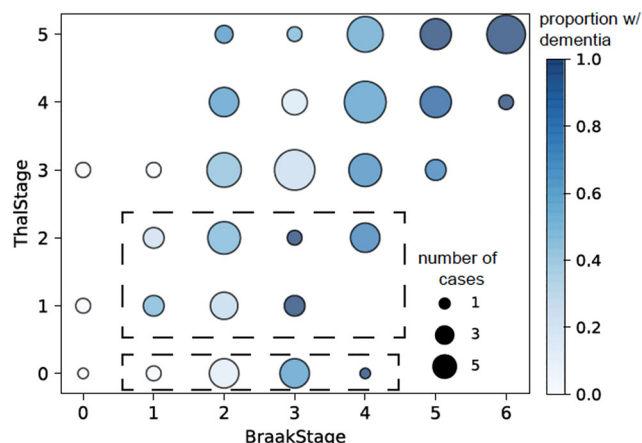 proportion w/
dementia
5
4
3
2
1
0
ThalStage
0 1 2 3 4 5 6
BraakStage
number of
cases
1
3
5
1.0
0.8
0.6
0.4
0.2
0.0